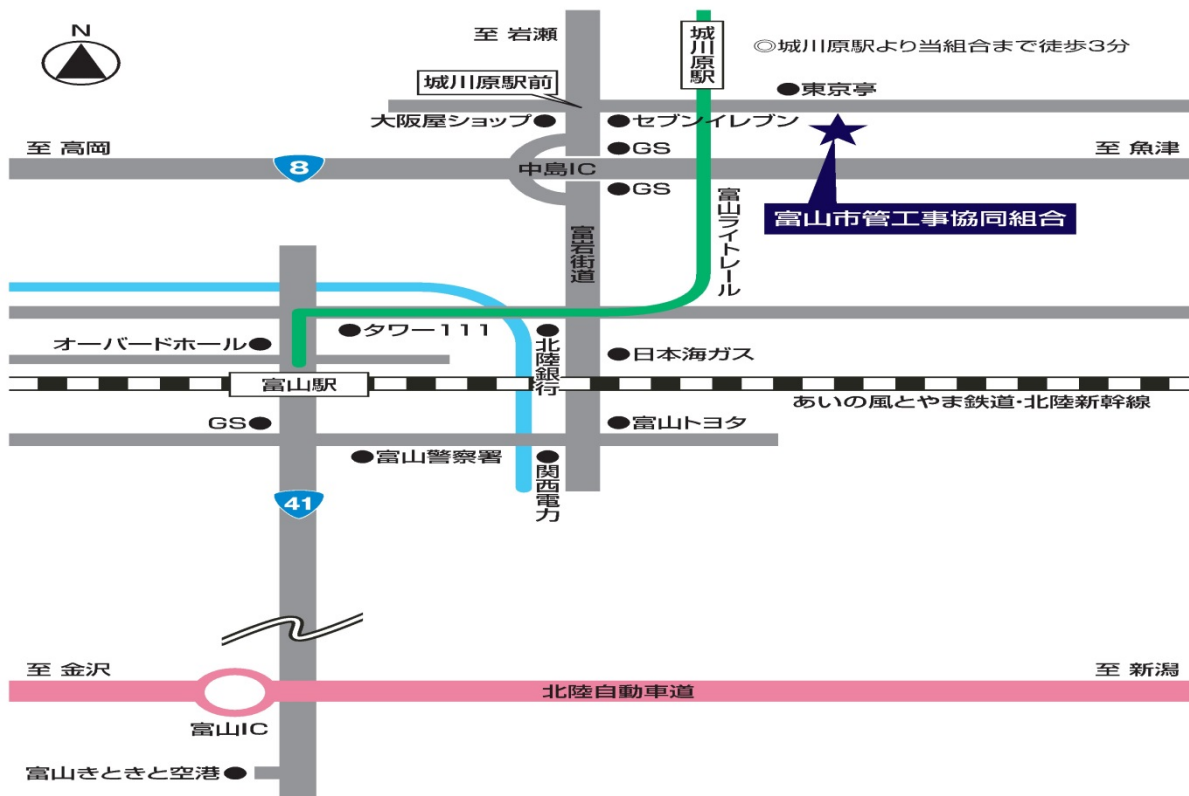 N
至 岩瀬
城川原駅
◎城川原駅より当組合まで徒歩3分
城川原駅前
●東京亭
大阪屋ショップ●
●セブンイレブン
至 高岡
8
中島IC
●GS
●GS
至 魚津
富山市管工事協同組合
富岩街道
富山ライトレール
オーバードホール●
●タワー111
●北陸銀行
●日本海ガス
富山駅
あいの風とやま鉄道・北陸新幹線
GS●
●富山トヨタ
●富山警察署
●関西電力
41
至 金沢
北陸自動車道
至 新潟
富山IC
富山きときと空港●